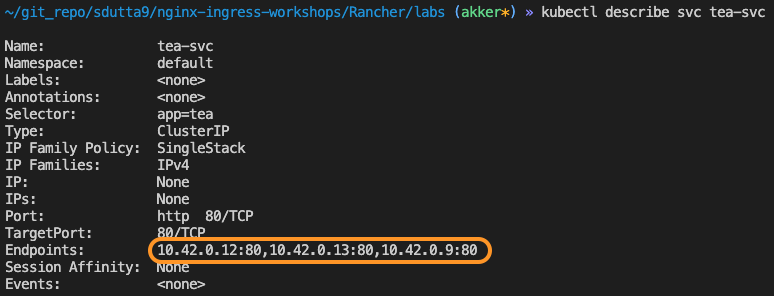 ~/git_repo/sdutta9/nginx-ingress-workshops/Rancher/labs (akker*) » kubectl describe svc tea-svc
Name: tea-svc
Namespace: default
Labels: <none>
Annotations: <none>
Selector: app=tea
Type: ClusterIP
IP Family Policy: SingleStack
IP Families: IPv4
IP: None
IPs: None
Port: http 80/TCP
TargetPort: 80/TCP
Endpoints: 10.42.0.12:80,10.42.0.13:80,10.42.0.9:80
Session Affinity: None
Events: <none>